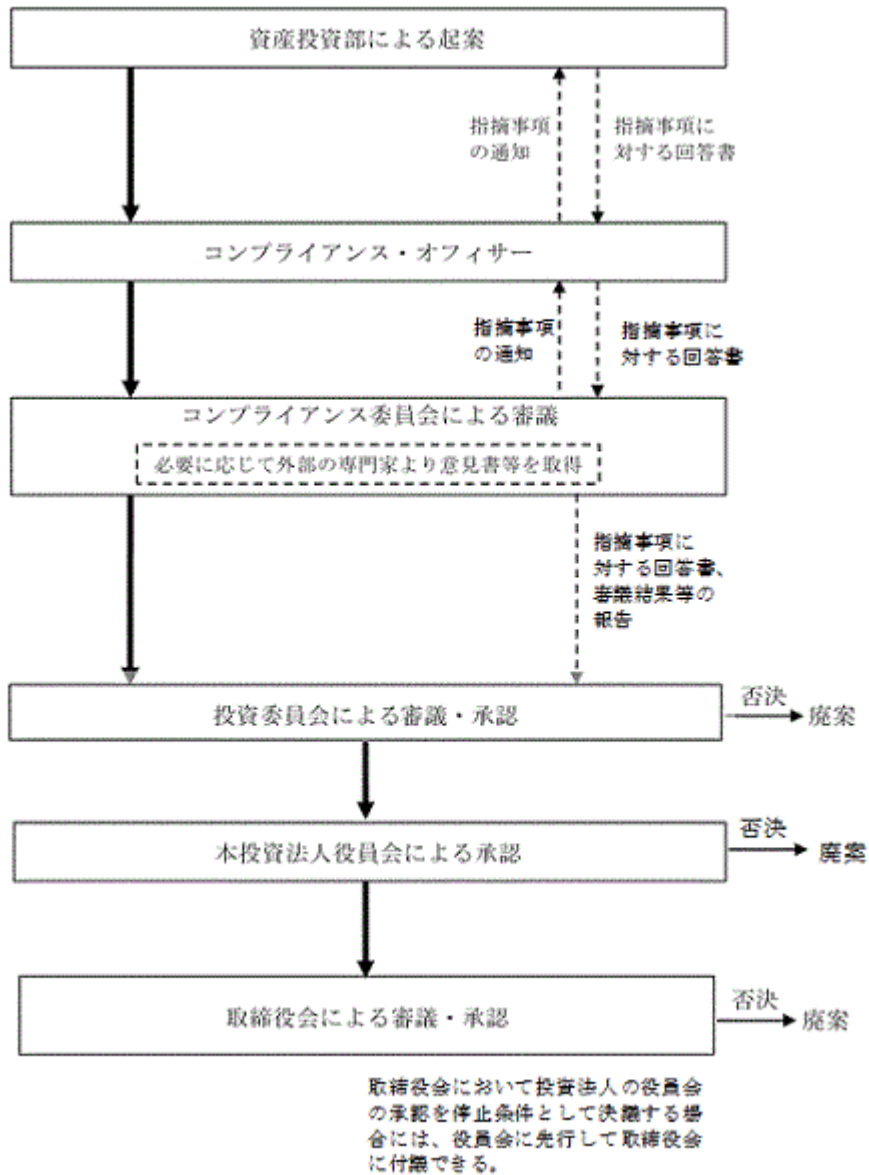 資産投資部による起案
指摘事項
の通知
指摘事項に
対する回答書
コンプライアンス・オフィサー
指摘事項
の通知
指摘事項に
対する回答書
コンプライアンス委員会による審議
必要に応じて外部の専門家より意見書等を取得
指摘事項に
対する回答書、
審議結果等の
報告
投資委員会による審議・承認
否決
廃案
本投資法人役員会による承認
否決
廃案
取締役会による審議・承認
否決
廃案
取締役会において投資法人の役員会
の承認を停止条件として決議する場
合には、役員会に先行して取締役会
に付議できる。